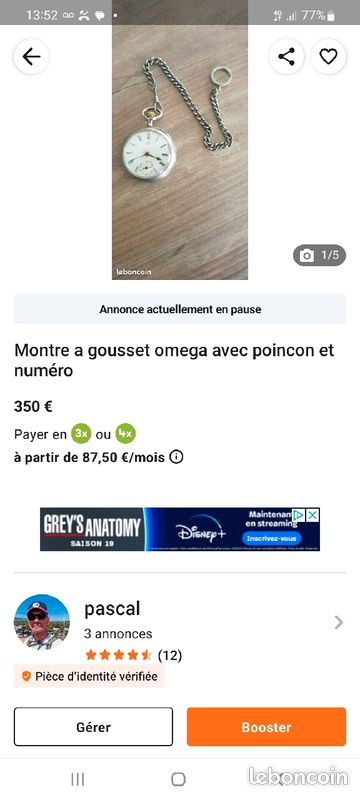 13:52
4G 77%
leboncoin
1/5
Annonce actuellement en pause
Montre a gousset omega avec poincon et
numéro
350 €
Payer en 3x ou 4x
à partir de 87,50 €/mois
GREY'S ANATOMY
SAISON 19
Disney+
Maintenant
en streaming
Inscrivez-vous
pascal
3 annonces
(12)
Pièce d'identité vérifiée
Gérer
Booster
leboncoin